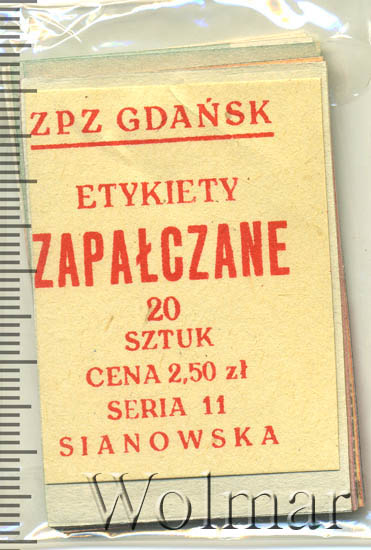 ZPZ GDAŃSK
ETYKIETY
ZAPAŁCZANE
20
SZTUK
CENA 2,50 zł
SERIA 11
SIANOWSKA
Wolmar